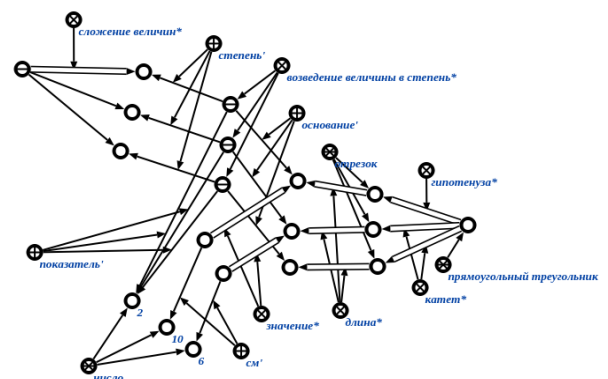 сложение величин*
степень'
возведение величины в степень*
основание'
отрезок
гипотенуза*
показатель'
прямоугольный треугольник
катет*
значение*
длина*
2
10
6
см'
число